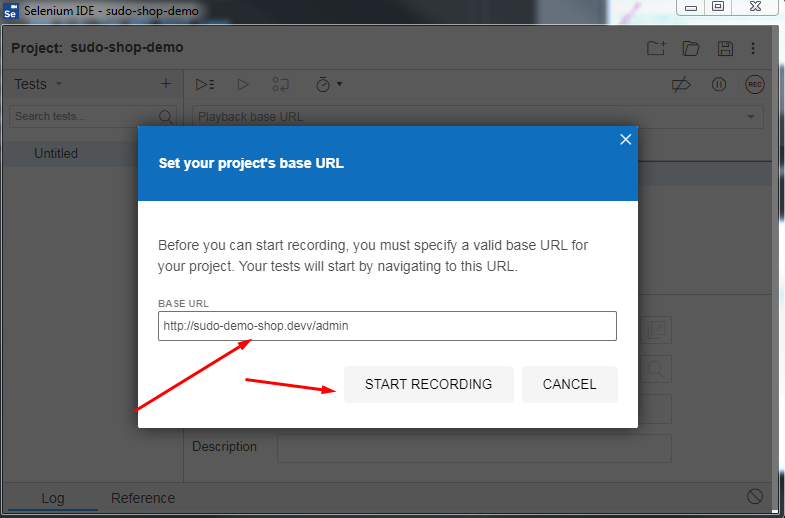 Se Selenium IDE - sudo-shop-demo
Project: sudo-shop-demo
Tests
+
REC
Search tests...
Playback base URL
Untitled
Set your project's base URL
Before you can start recording, you must specify a valid base URL for
your project. Your tests will start by navigating to this URL.
BASE URL
http://sudo-demo-shop.devv/admin
START RECORDING
CANCEL
Description
Log
Reference